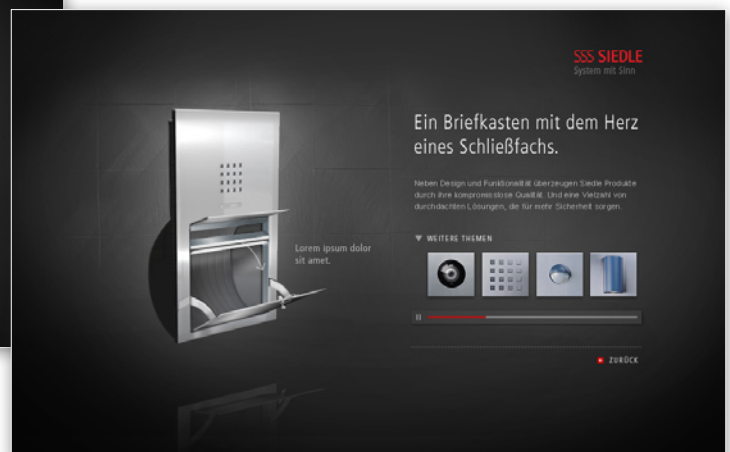 SSS SIEDLE
System mit Sinn
Ein Briefkasten mit dem Herz
eines Schließfachs.
Neben Design und Funktionalität überzeugen Siedle Produkte
durch ihre kompromisslose Qualität. Und eine Vielzahl von
durchdachten Lösungen, die für mehr Sicherheit sorgen.
Lorem ipsum dolor
sit amet.
WEITERE THEMEN
ZURÜCK